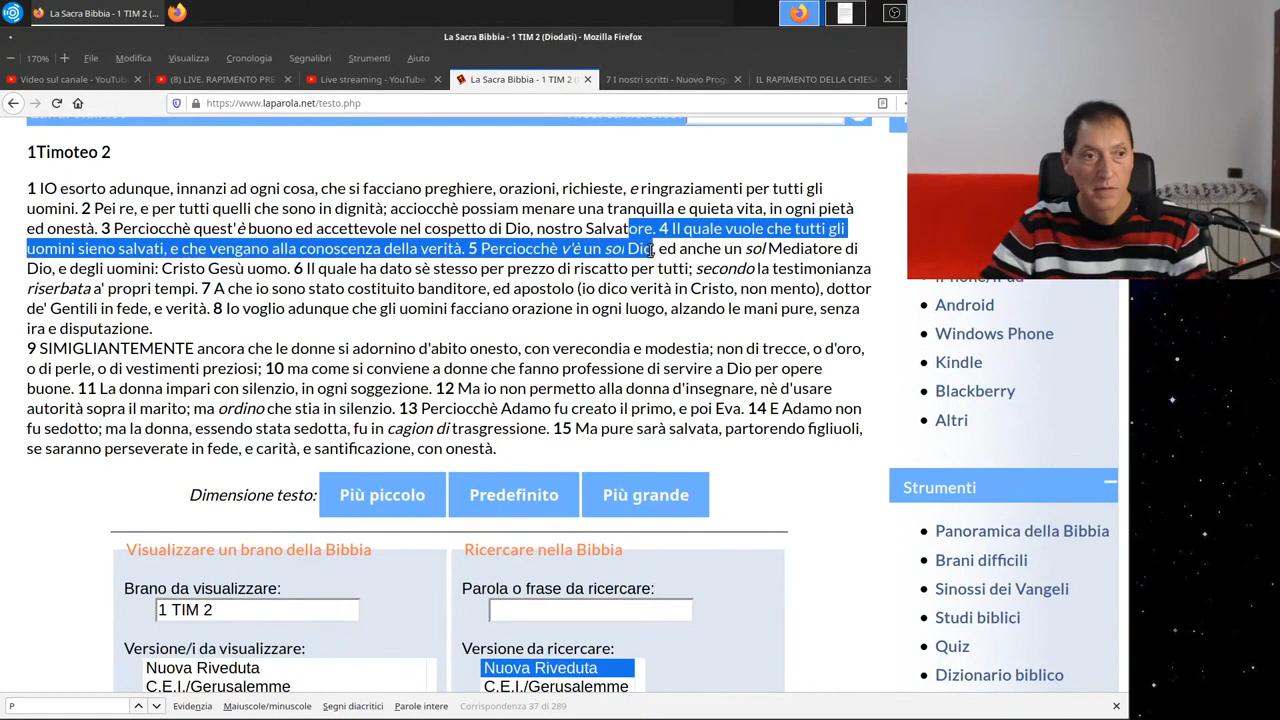 La Sacra Bibbia - 1 TIM 2 (...
La Sacra Bibbia - 1 TIM 2 (Diodati) - Mozilla Firefox
170%
File Modifica Visualizza Cronologia Segnalibri Strumenti Aiuto
Video sul canale - YouTub
(8) LIVE. RAPIMENTO PRE
Live streaming - YouTube
La Sacra Bibbia - 1 TIM 2 (
7 I nostri scritti - Nuovo Prog
IL RAPIMENTO DELLA CHIESA
https://www.laparola.net/testo.php
1Timoteo 2
1 IO esorto adunque, innanzi ad ogni cosa, che si facciano preghiere, orazioni, richieste, e ringraziamenti per tutti gli
uomini. 2 Pei re, e per tutti quelli che sono in dignità; acciocchè possiam menare una tranquilla e quieta vita, in ogni pietà
ed onestà. 3 Perciocchè quest'è buono ed accettevole nel cospetto di Dio, nostro Salvatore. 4 Il quale vuole che tutti gli
uomini sieno salvati, e che vengano alla conoscenza della verità. 5 Perciocchè v'è un sol Dio, ed anche un sol Mediatore di
Dio, e degli uomini: Cristo Gesù uomo. 6 Il quale ha dato sè stesso per prezzo di riscatto per tutti; secondo la testimonianza
riserbata a' propri tempi. 7 A che io sono stato costituito banditore, ed apostolo (io dico verità in Cristo, non mento), dottor
de' Gentili in fede, e verità. 8 Io voglio adunque che gli uomini facciano orazione in ogni luogo, alzando le mani pure, senza
ira e disputazione.
9 SIMIGLIANTEMENTE ancora che le donne si adornino d'abito onesto, con verecondia e modestia; non di trecce, o d'oro,
o di perle, o di vestimenti preziosi; 10 ma come si conviene a donne che fanno professione di servire a Dio per opere
buone. 11 La donna impari con silenzio, in ogni soggezione. 12 Ma io non permetto alla donna d'insegnare, nè d'usare
autorità sopra il marito; ma ordino che stia in silenzio. 13 Perciocchè Adamo fu creato il primo, e poi Eva. 14 E Adamo non
fu sedotto; ma la donna, essendo stata sedotta, fu in cagion di trasgressione. 15 Ma pure sarà salvata, partorendo figliuoli,
se saranno perseverate in fede, e carità, e santificazione, con onestà.
Dimensione testo: Più piccolo Predefinito Più grande
Visualizzare un brano della Bibbia
Brano da visualizzare:
1 TIM 2
Versione/i da visualizzare:
Nuova Riveduta
C.E.I./Gerusalemme
Ricercare nella Bibbia
Parola o frase da ricercare:
Versione da ricercare:
Nuova Riveduta
C.E.I./Gerusalemme
Android
Windows Phone
Kindle
Blackberry
Altri
Strumenti
Panoramica della Bibbia
Brani difficili
Sinossi dei Vangeli
Studi biblici
Quiz
Dizionario biblico
P
Evidenzia Maiuscole/minuscole Segni diacritici Parole intere Corrispondenza 37 di 289